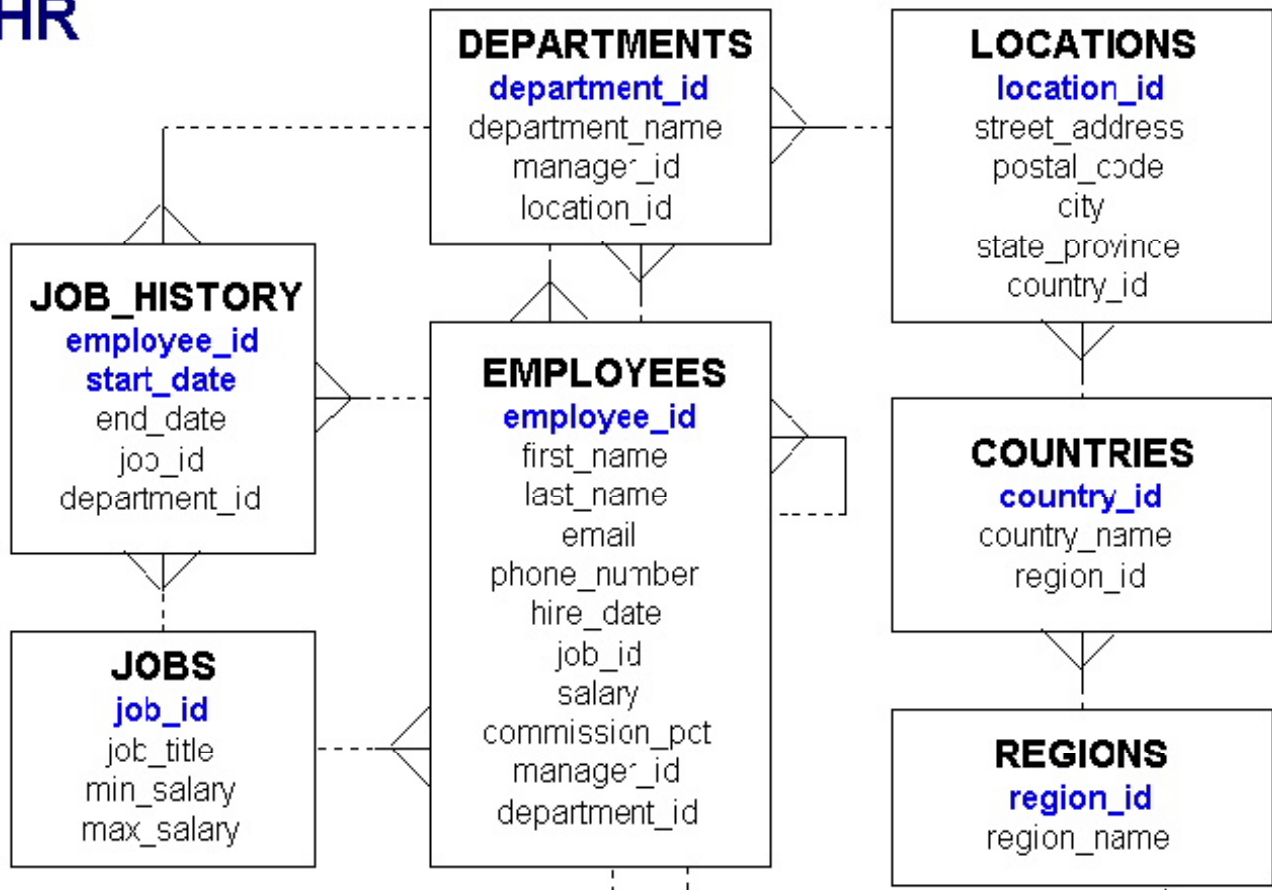 HR
DEPARTMENTS
department_id
department_name
manager_id
location_id
LOCATIONS
location_id
street_address
postal_code
city
state_province
country_id
JOB_HISTORY
employee_id
start_date
end_date
job_id
department_id
EMPLOYEES
employee_id
first_name
last_name
email
phone_number
hire_date
job_id
salary
commission_pct
manager_id
department_id
COUNTRIES
country_id
country_name
region_id
JOBS
job_id
job_title
min_salary
max_salary
REGIONS
region_id
region_name